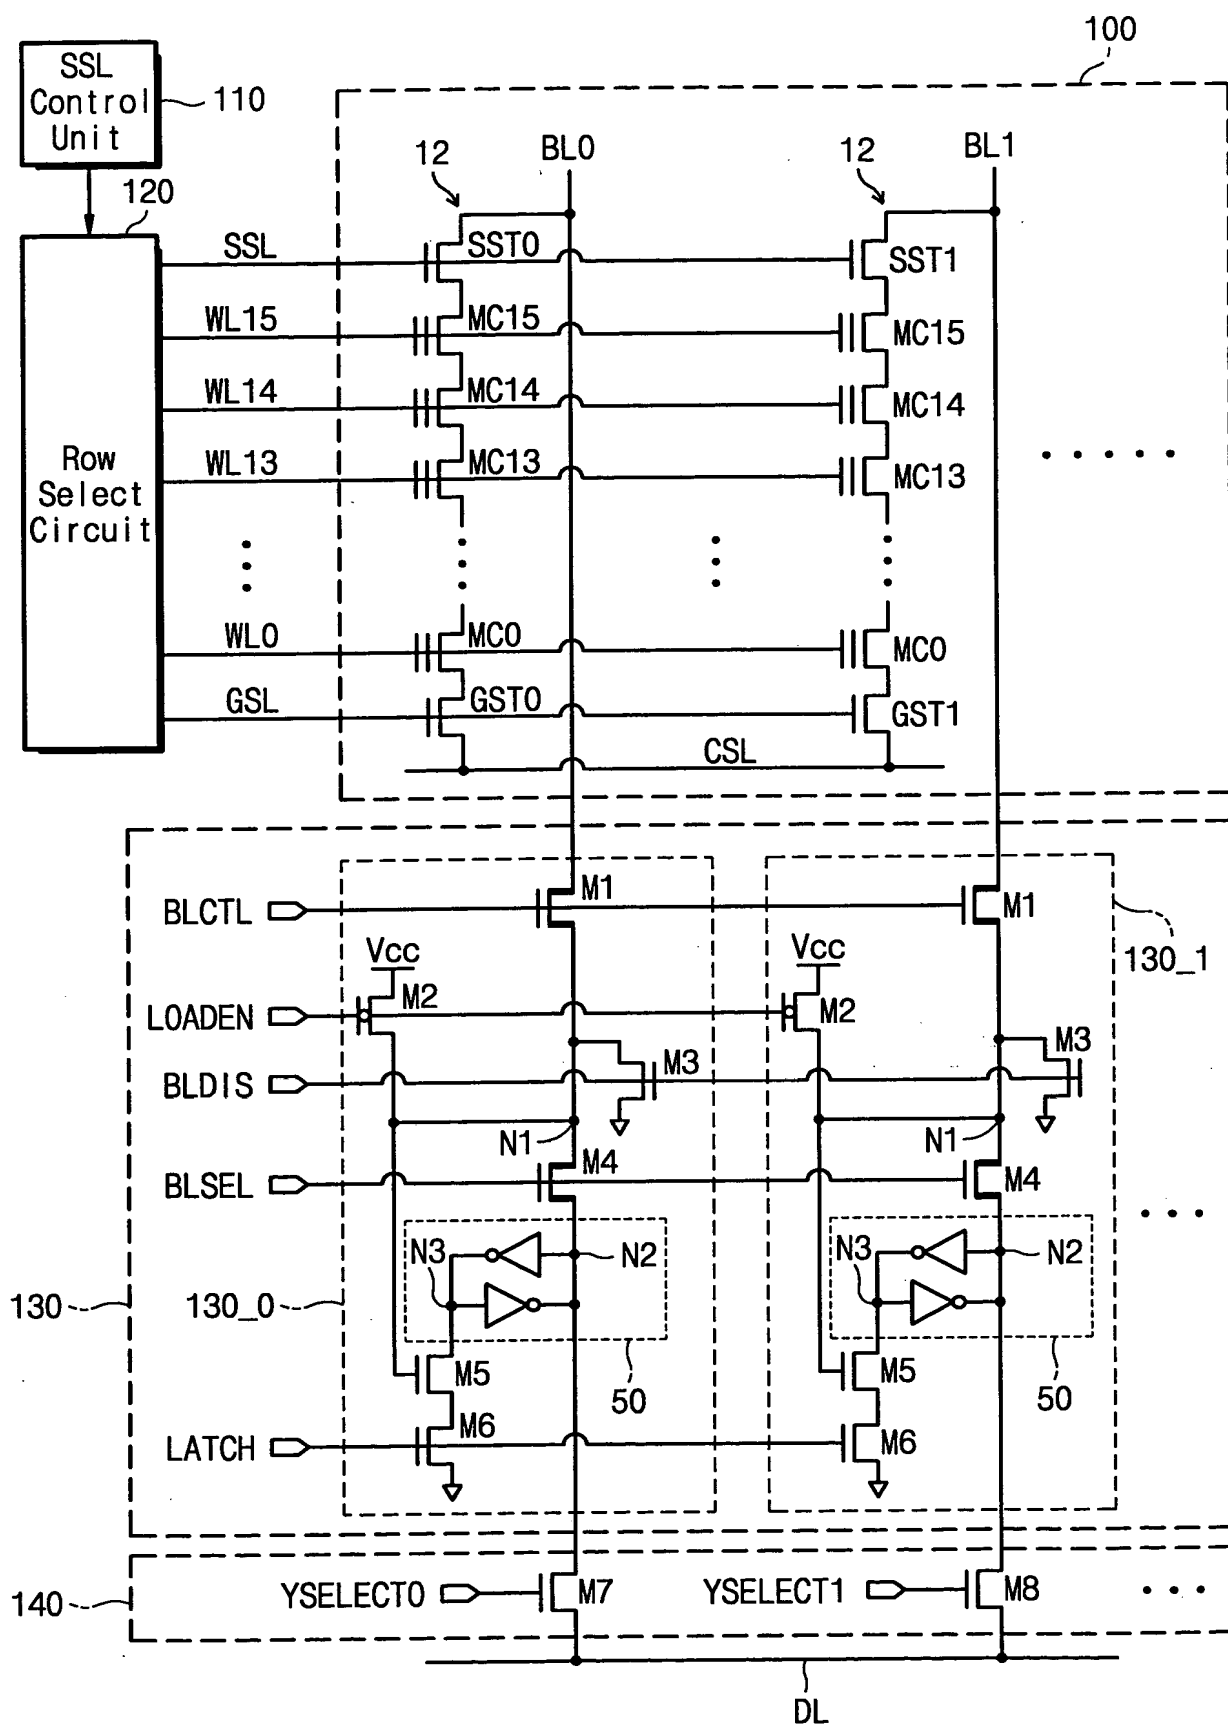 100
SSL
Control
Unit
110
120
12
BL0
12
BL1
SSL
SST0
SST1
WL15
MC15
MC15
WL14
MC14
MC14
WL13
MC13
MC13
Row
Select
Circuit
WL0
MC0
MC0
GSL
GST0
GST1
CSL
BLCTL
M1
M1
130_1
Vcc
Vcc
LOADEN
M2
M2
BLDIS
M3
M3
N1
N1
BLSEL
M4
M4
N3
N2
N3
N2
130
130_0
M5
50
M5
50
LATCH
M6
M6
140
YSELECT0
M7
YSELECT1
M8
DL